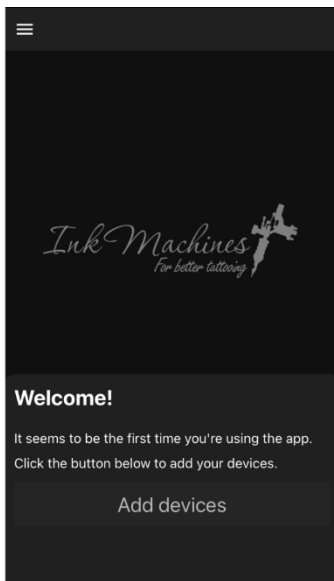 Ink Machines
For better tattooing
Welcome!
It seems to be the first time you're using the app.
Click the button below to add your devices.
Add devices